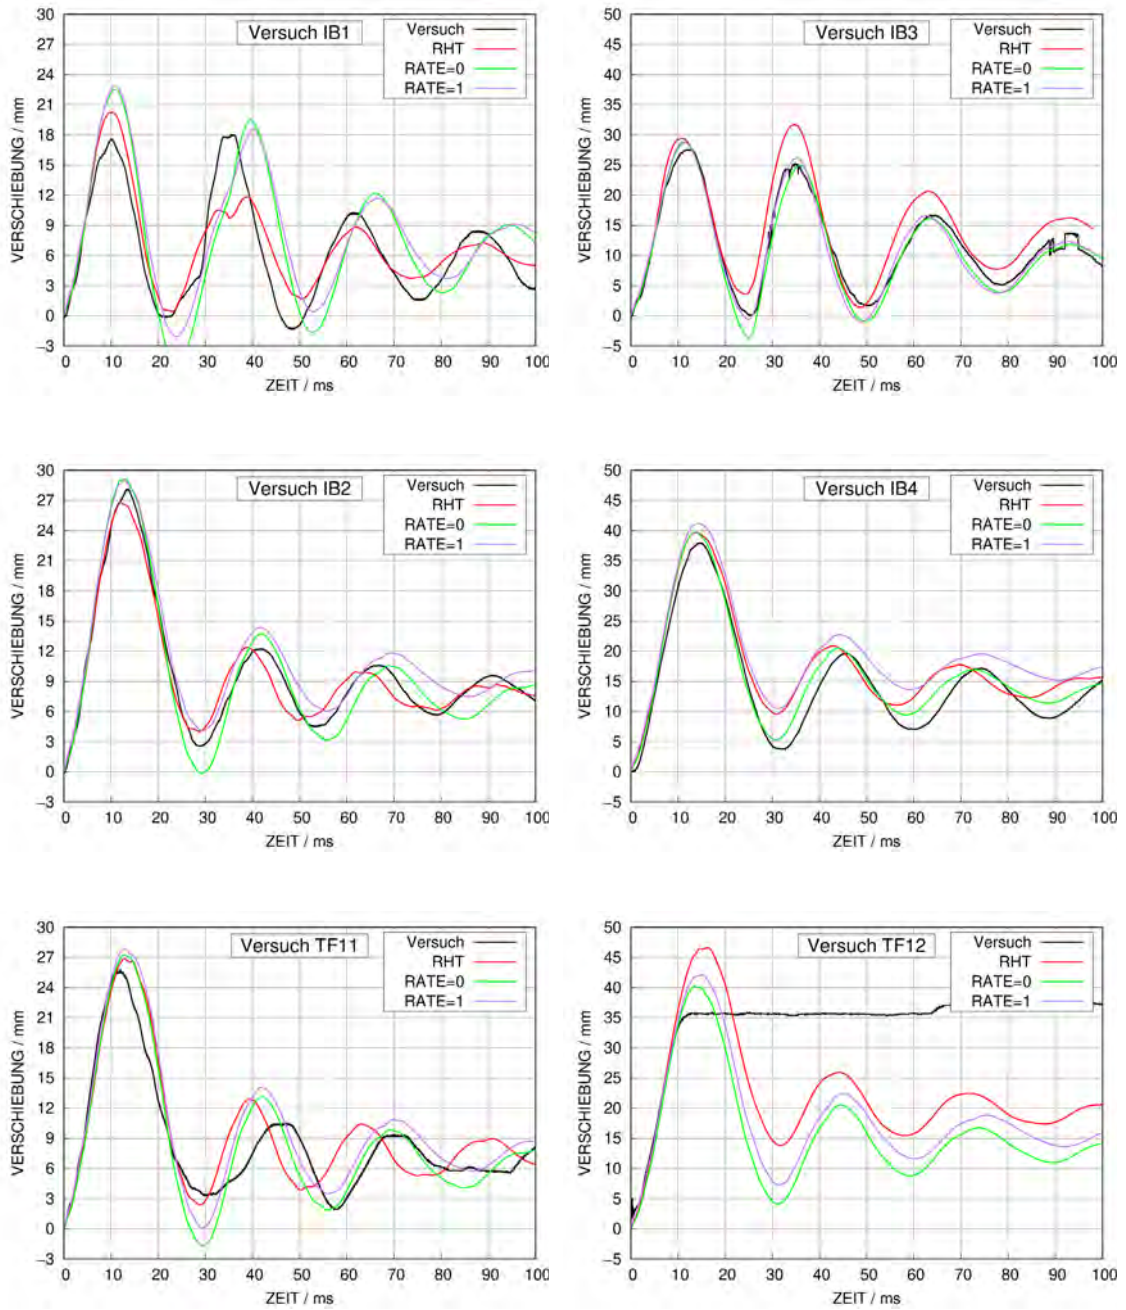 Versuch IB1
Versuch
RHT
RATE=0
RATE=1
VERSCHIEBUNG / mm
30
27
24
21
18
15
12
9
6
3
0
–3
0 10 20 30 40 50 60 70 80 90 100
ZEIT / ms
Versuch IB3
Versuch
RHT
RATE=0
RATE=1
VERSCHIEBUNG / mm
50
45
40
35
30
25
20
15
10
5
0
–5
0 10 20 30 40 50 60 70 80 90 100
ZEIT / ms
Versuch IB2
Versuch
RHT
RATE=0
RATE=1
VERSCHIEBUNG / mm
30
27
24
21
18
15
12
9
6
3
0
–3
0 10 20 30 40 50 60 70 80 90 100
ZEIT / ms
Versuch IB4
Versuch
RHT
RATE=0
RATE=1
VERSCHIEBUNG / mm
50
45
40
35
30
25
20
15
10
5
0
–5
0 10 20 30 40 50 60 70 80 90 100
ZEIT / ms
Versuch TF11
Versuch
RHT
RATE=0
RATE=1
VERSCHIEBUNG / mm
30
27
24
21
18
15
12
9
6
3
0
–3
0 10 20 30 40 50 60 70 80 90 100
ZEIT / ms
Versuch TF12
Versuch
RHT
RATE=0
RATE=1
VERSCHIEBUNG / mm
50
45
40
35
30
25
20
15
10
5
0
–5
0 10 20 30 40 50 60 70 80 90 100
ZEIT / ms